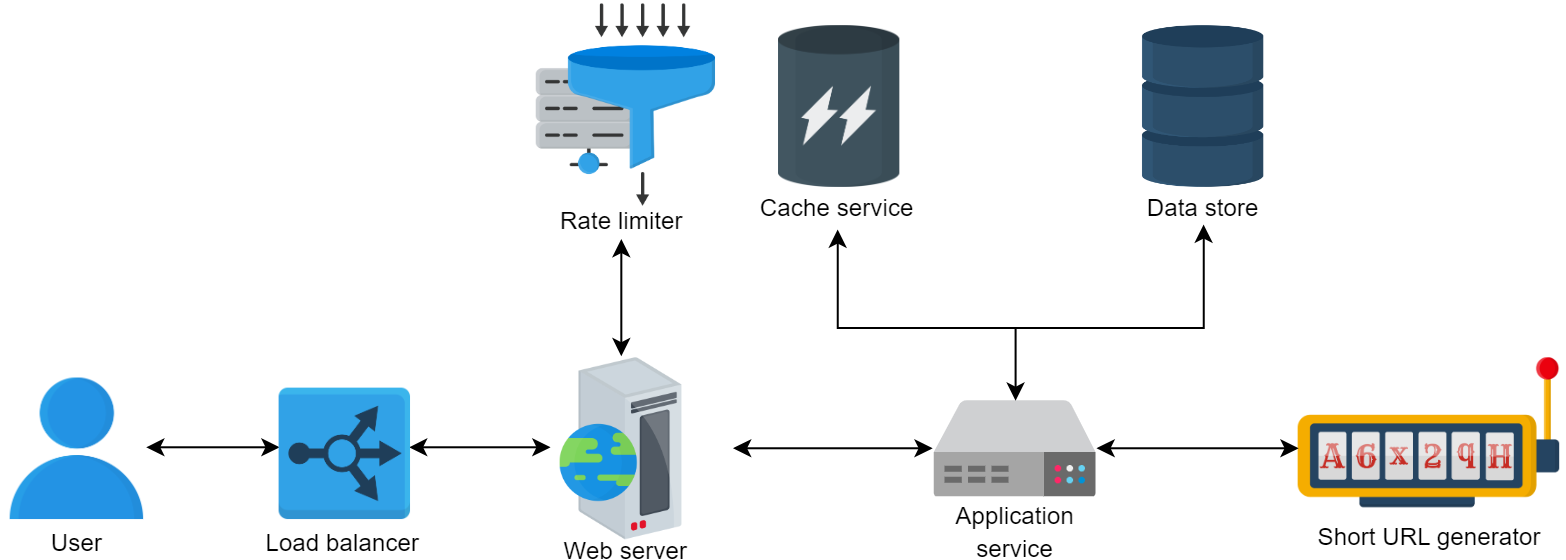 Rate limiter
Cache service
Data store
User
Load balancer
Web server
Application
service
A6x2qH
Short URL generator